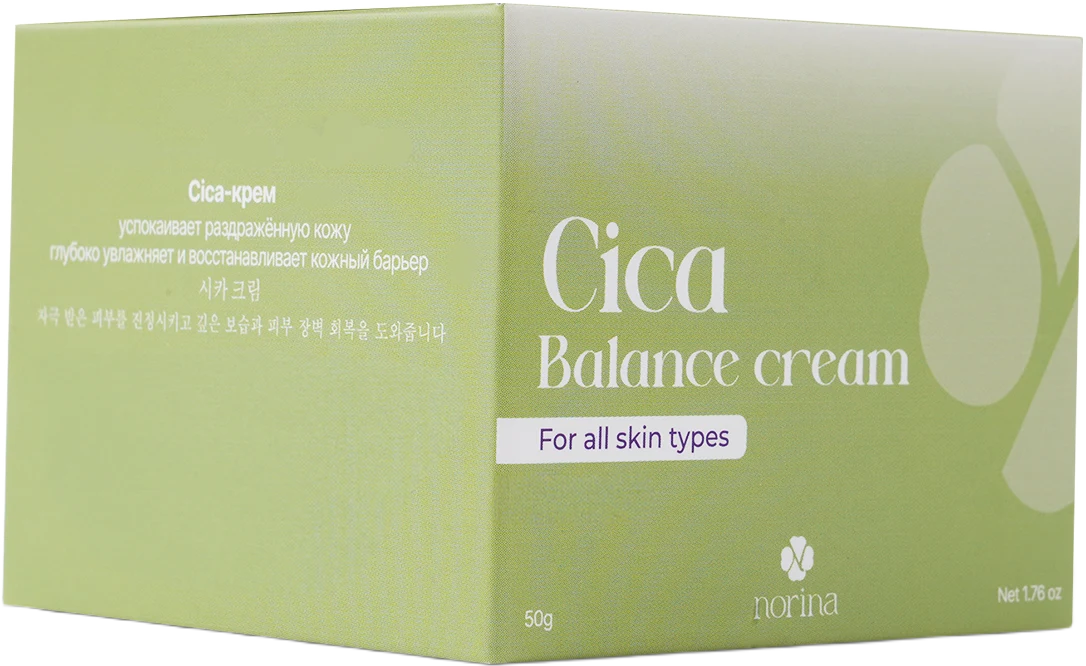 Cica-крем
успокаивает раздражённую кожу
глубоко увлажняет и восстанавливает кожный барьер
시카 크림
자극 받은 피부를 진정시키고 깊은 보습과 피부 장벽 회복을 도와줍니다
Cica
Balance cream
For all skin types
norina
50g
Net 1.76 oz